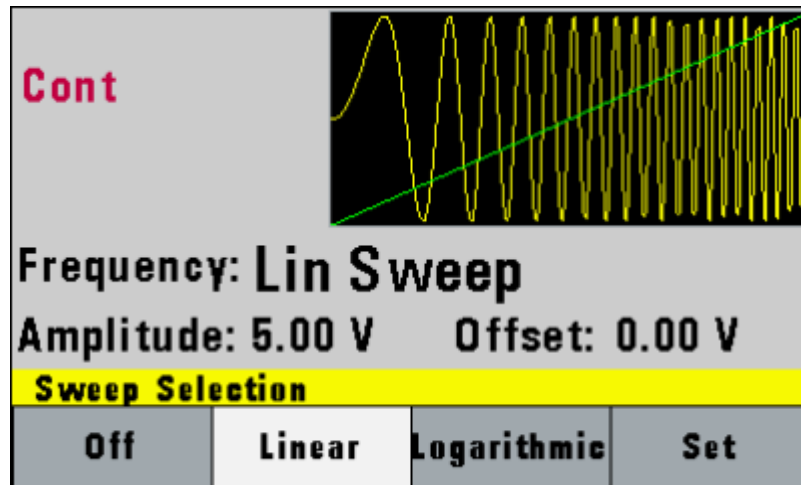 Cont
Frequency: Lin Sweep
Amplitude: 5.00 V Offset: 0.00 V
Sweep Selection
Off Linear Logarithmic Set